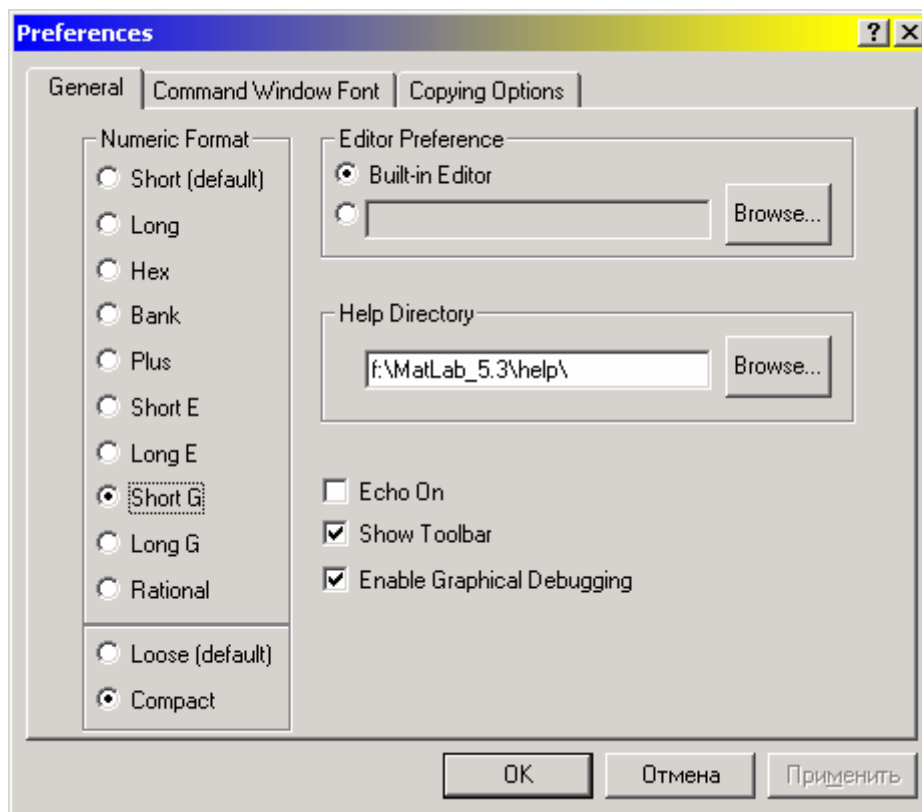 Preferences
General
Command Window Font
Copying Options
Numeric Format
Short (default)
Long
Hex
Bank
Plus
Short E
Long E
Short G
Long G
Rational
Loose (default)
Compact
Editor Preference
Built-in Editor
Browse...
Help Directory
f:\MatLab_5.3\help\
Browse...
Echo On
Show Toolbar
Enable Graphical Debugging
OK
Отмена
Применить